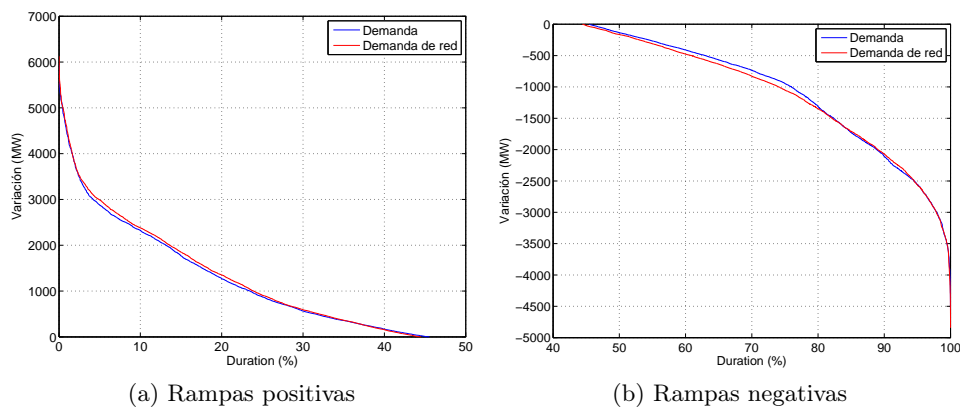 7000
6000
5000
4000
3000
2000
1000
0
Variación (MW)
0 10 20 30 40 50
Duration (%)
Demanda
Demanda de red
(a) Rampas positivas
0
−500
−1000
−1500
−2000
−2500
−3000
−3500
−4000
−4500
−5000
Variación (MW)
40 50 60 70 80 90 100
Duration (%)
Demanda
Demanda de red
(b) Rampas negativas